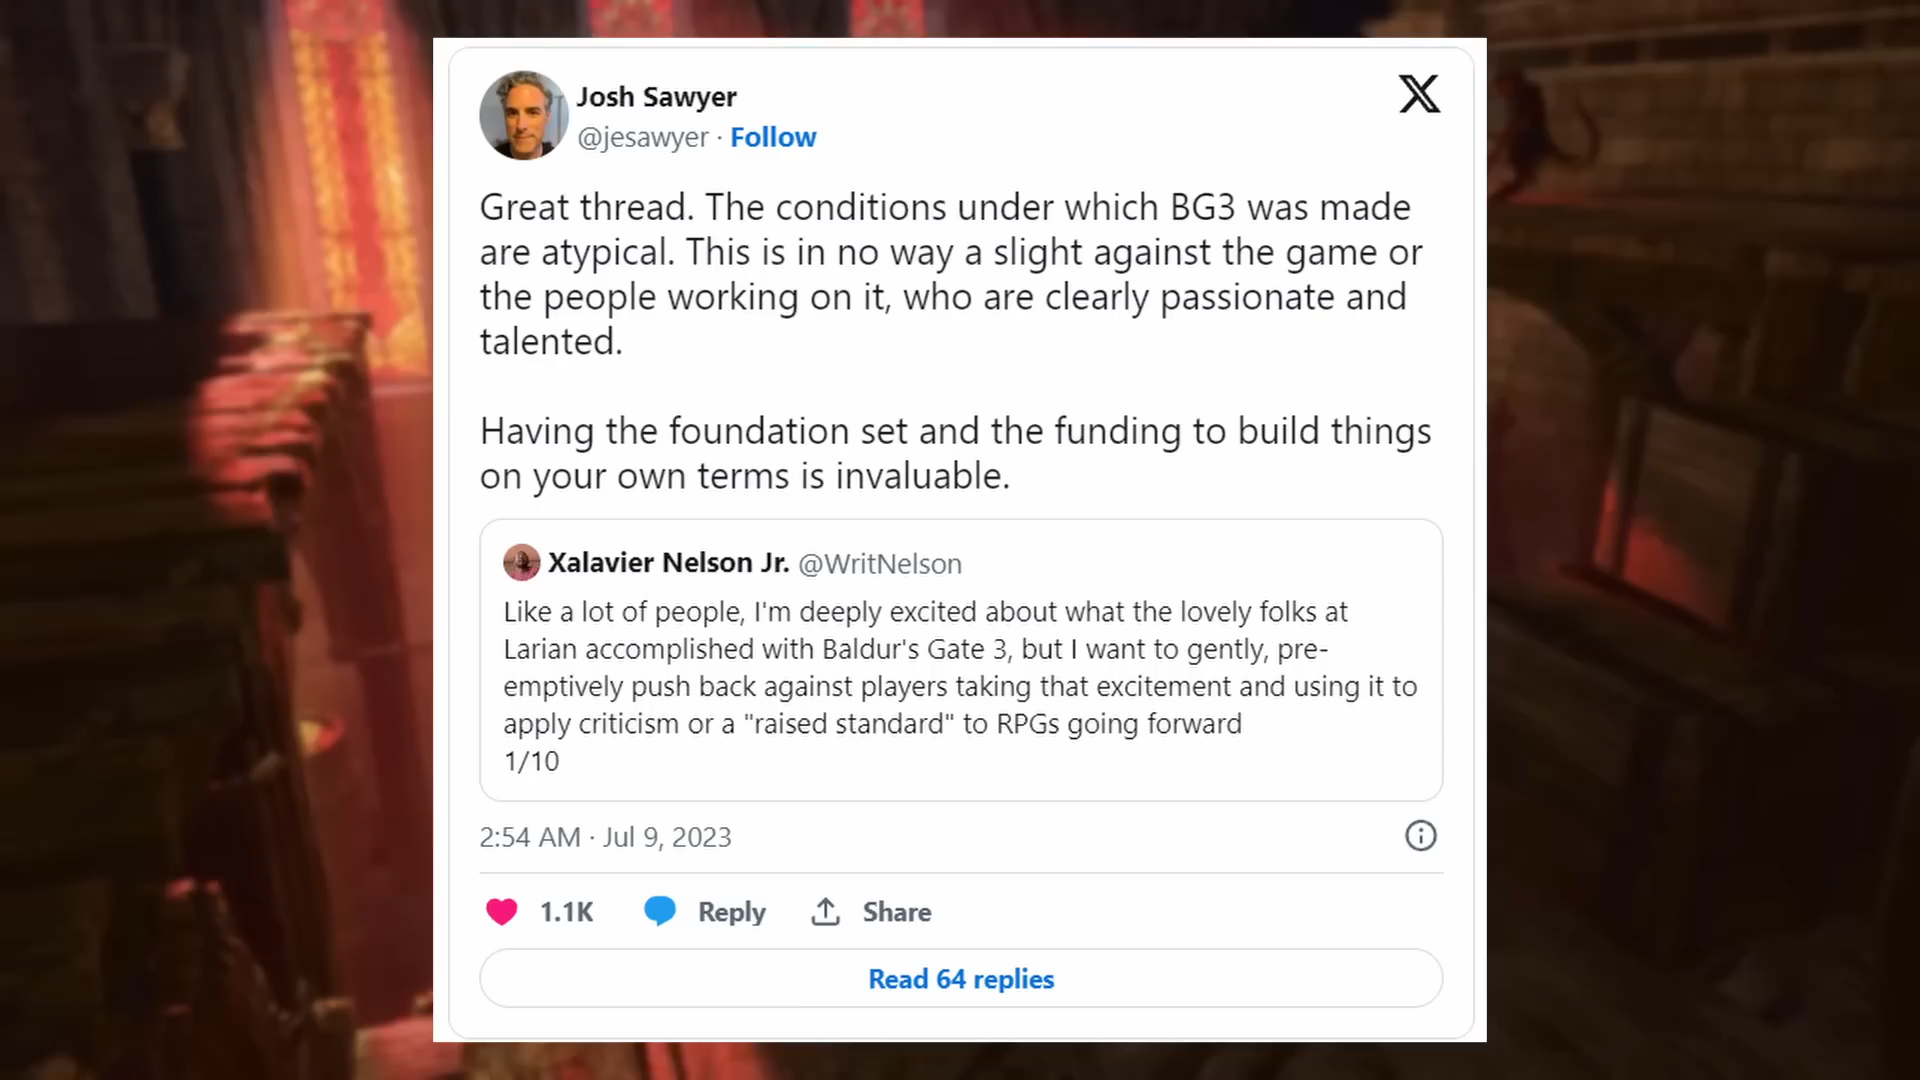 Josh Sawyer
@jesawyer · Follow
Great thread. The conditions under which BG3 was made
are atypical. This is in no way a slight against the game or
the people working on it, who are clearly passionate and
talented.
Having the foundation set and the funding to build things
on your own terms is invaluable.
Xalavier Nelson Jr. @WritNelson
Like a lot of people, I'm deeply excited about what the lovely folks at
Larian accomplished with Baldur's Gate 3, but I want to gently, pre-
emptively push back against players taking that excitement and using it to
apply criticism or a "raised standard" to RPGs going forward
1/10
2:54 AM · Jul 9, 2023
1.1K Reply Share
Read 64 replies